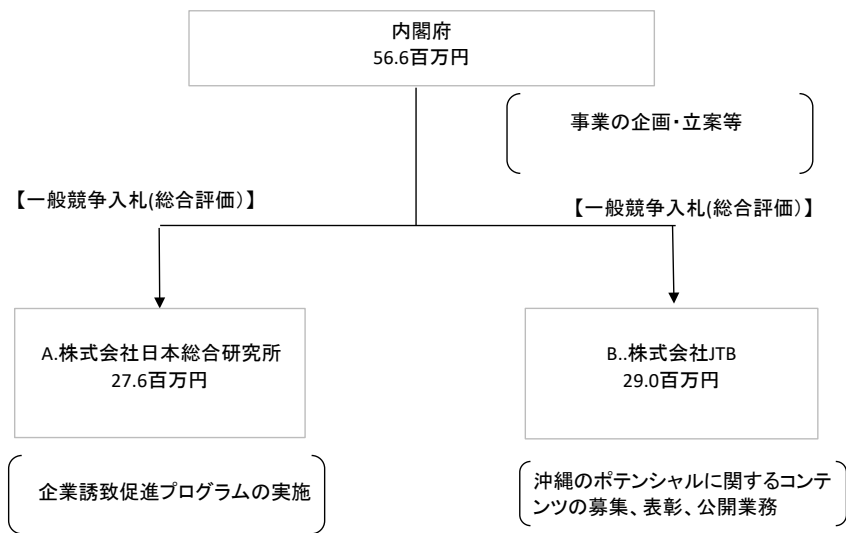 内閣府
56.6百万円
事業の企画・立案等
【一般競争入札(総合評価)】
【一般競争入札(総合評価)】
A.株式会社日本総合研究所
27.6百万円
B..株式会社JTB
29.0百万円
企業誘致促進プログラムの実施
沖縄のポテンシャルに関するコンテ
ンツの募集、表彰、公開業務